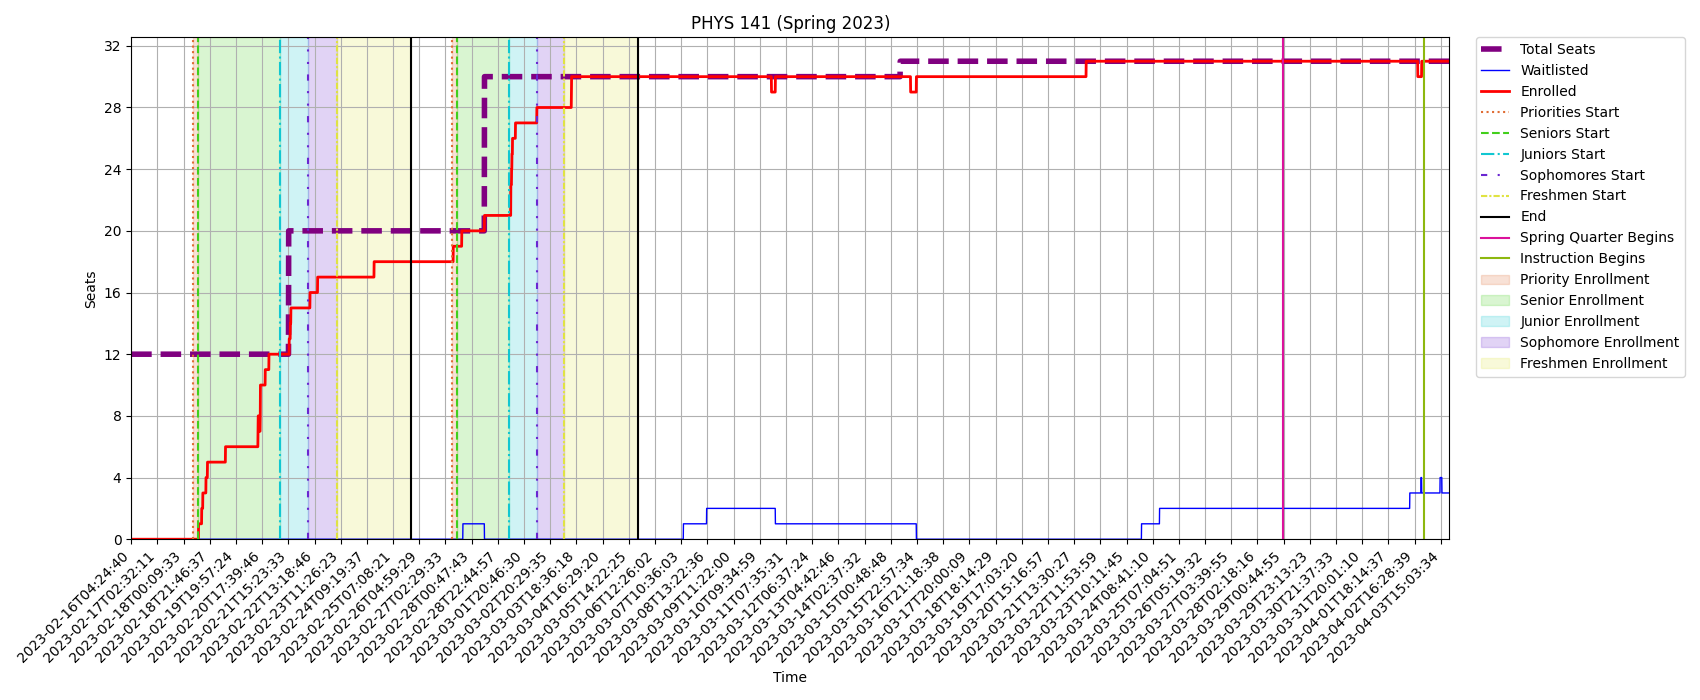 PHYS 141 (Spring 2023)
Seats
32
28
24
20
16
12
8
4
0
2023-02-16T04:24:40
2023-02-17T02:32:11
2023-02-18T00:09:33
2023-02-18T21:46:37
2023-02-19T19:57:24
2023-02-20T17:39:46
2023-02-21T15:23:33
2023-02-22T13:18:46
2023-02-23T11:26:23
2023-02-24T09:19:37
2023-02-25T07:08:21
2023-02-26T04:59:29
2023-02-27T02:29:33
2023-02-28T00:47:43
2023-02-28T22:44:57
2023-03-01T20:46:30
2023-03-02T20:29:35
2023-03-03T18:36:18
2023-03-04T16:29:20
2023-03-05T14:22:25
2023-03-06T12:26:02
2023-03-07T10:36:03
2023-03-08T13:22:36
2023-03-09T11:22:00
2023-03-10T09:34:59
2023-03-11T07:35:31
2023-03-12T06:37:24
2023-03-13T04:42:46
2023-03-14T02:37:32
2023-03-15T00:48:48
2023-03-15T22:57:34
2023-03-16T21:18:38
2023-03-17T20:00:09
2023-03-18T18:14:29
2023-03-19T17:03:20
2023-03-20T15:16:57
2023-03-21T13:30:27
2023-03-22T11:53:59
2023-03-23T10:11:45
2023-03-24T08:41:10
2023-03-25T07:04:51
2023-03-26T05:19:32
2023-03-27T03:39:55
2023-03-28T02:18:16
2023-03-29T00:44:55
2023-03-29T23:13:23
2023-03-30T21:37:33
2023-03-31T20:01:10
2023-04-01T18:14:37
2023-04-02T16:28:39
2023-04-03T15:03:34
Time
Total Seats
Waitlisted
Enrolled
Priorities Start
Seniors Start
Juniors Start
Sophomores Start
Freshmen Start
End
Spring Quarter Begins
Instruction Begins
Priority Enrollment
Senior Enrollment
Junior Enrollment
Sophomore Enrollment
Freshmen Enrollment